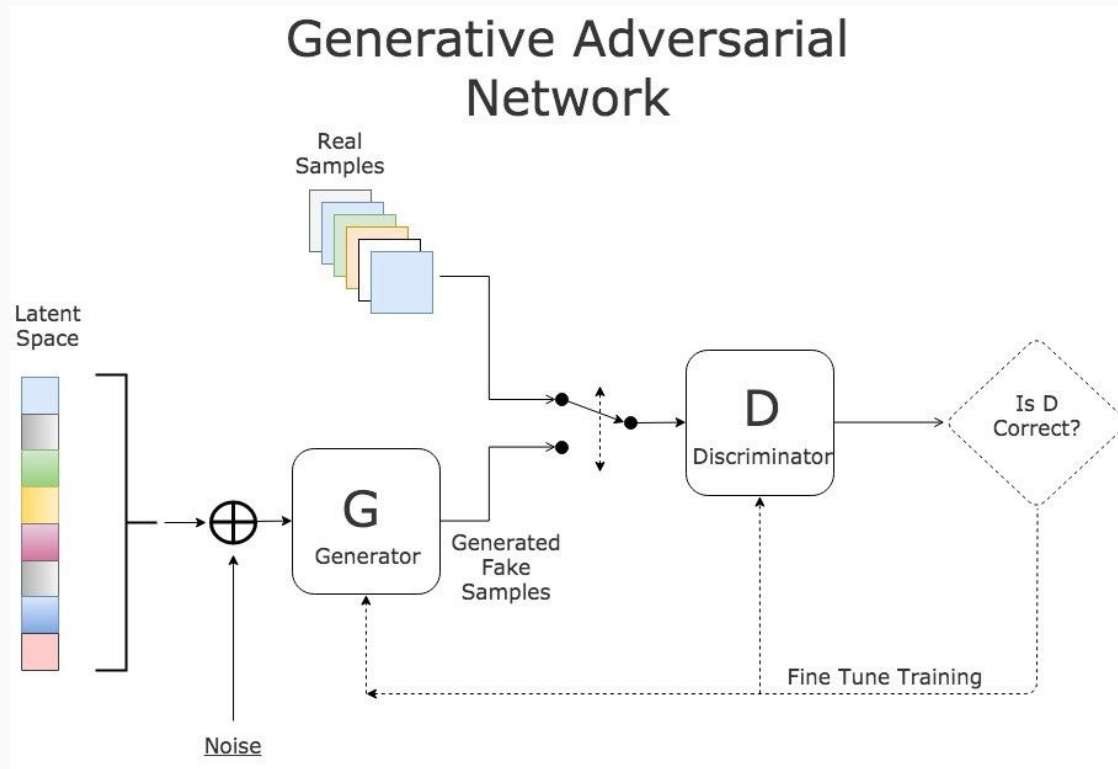 Generative Adversarial
Network
Real
Samples
Latent
Space
G
Generator
Generated
Fake
Samples
D
Discriminator
Is D
Correct?
Fine Tune Training
Noise